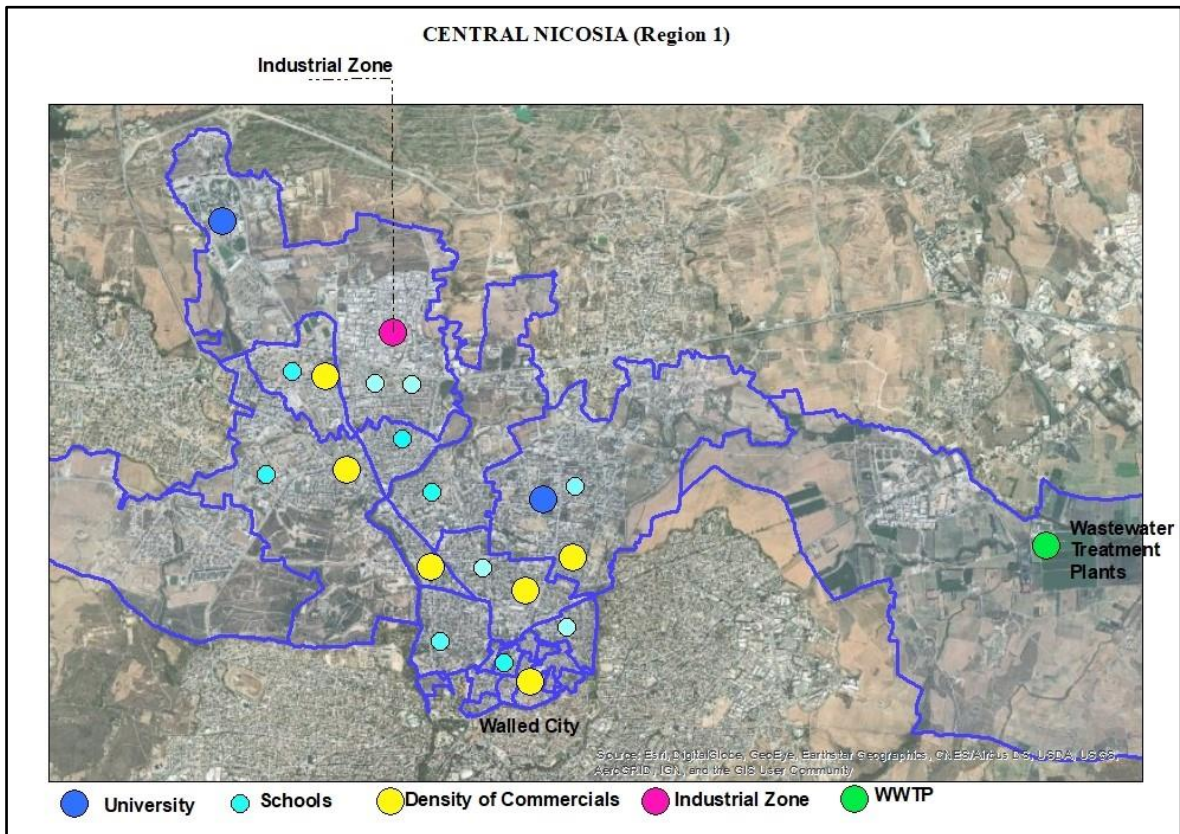 CENTRAL NICOSIA (Region 1)
Industrial Zone
Wastewater
Treatment
Plants
Walled City
Source: Esri, DigitalGlobe, GeoEye, Earthstar Geographics, CNES/Airbus DS, USDA, USGS,
AeroGRID, IGN, and the GIS User Community
University
Schools
Density of Commercials
Industrial Zone
WWTP